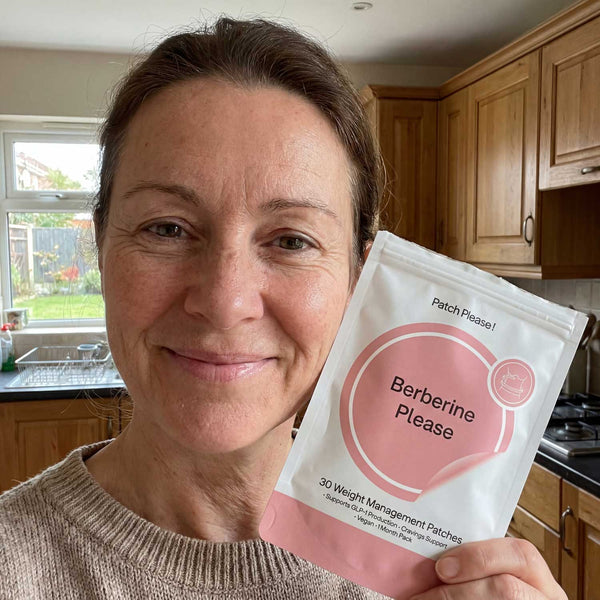 Patch Please!
Berberine
Please
30 Weight Management Patches
· Supports GLP-1 Production · Cravings Support
· Vegan · 1 Month Pack